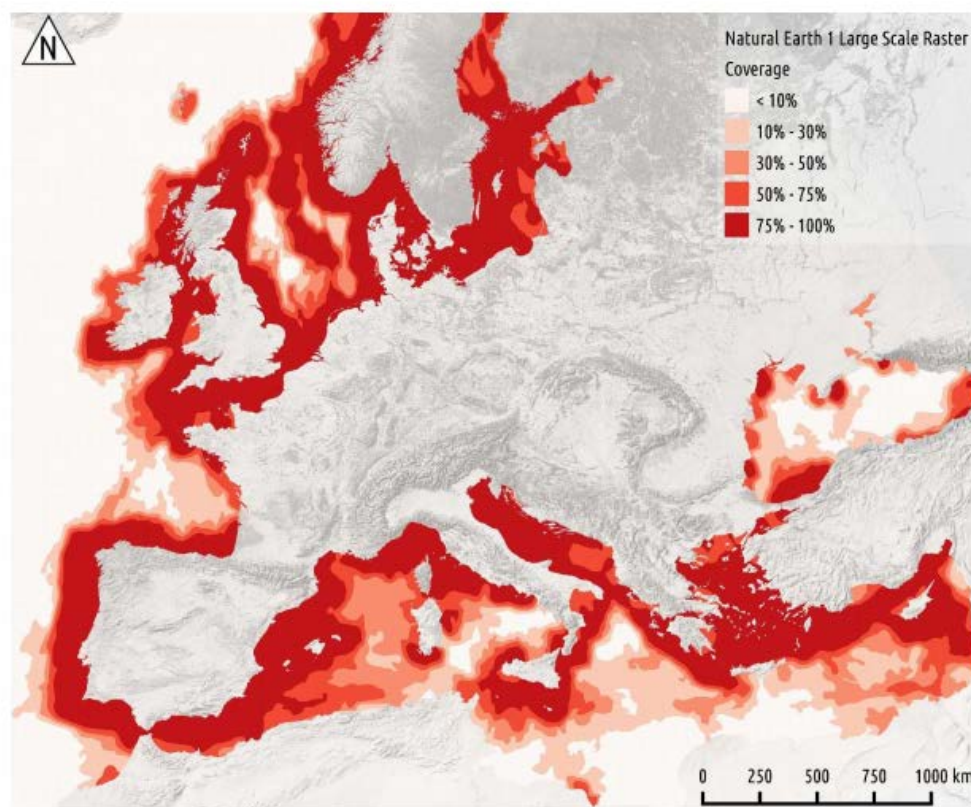 N
Natural Earth 1 Large Scale Raster
Coverage
< 10%
10% - 30%
30% - 50%
50% - 75%
75% - 100%
0 250 500 750 1000 km